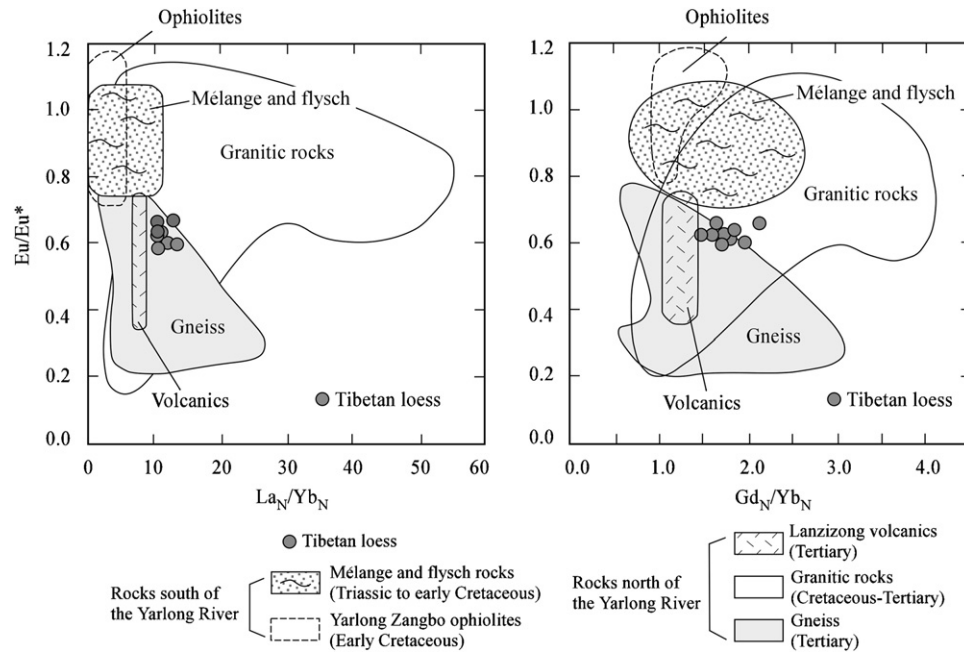 Ophiolites
1.2
Mélange and flysch
1.0
Granitic rocks
0.8
Eu/Eu*
0.6
0.4
Gneiss
0.2
Volcanics
Tibetan loess
0.0
0 10 20 30 40 50 60
LaN/YbN
Ophiolites
1.2
Mélange and flysch
1.0
Granitic rocks
0.8
0.6
0.4
Gneiss
0.2
Volcanics
Tibetan loess
0.0
0.0 1.0 2.0 3.0 4.0
GdN/YbN
Tibetan loess
Rocks south of
the Yarlong River
Mélange and flysch rocks
(Triassic to early Cretaceous)
Yarlong Zangbo ophiolites
(Early Cretaceous)
Rocks north of
the Yarlong River
Lanzizong volcanics
(Tertiary)
Granitic rocks
(Cretaceous-Tertiary)
Gneiss
(Tertiary)